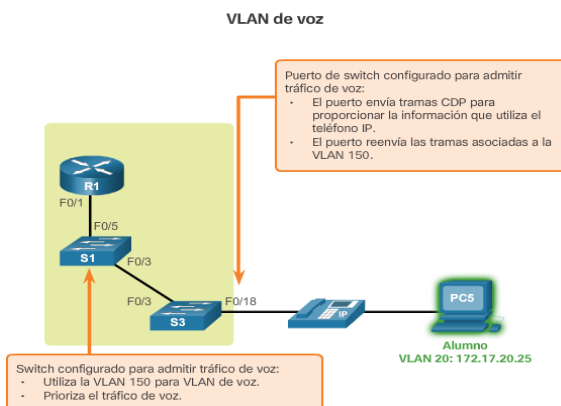 VLAN de voz
Puerto de switch configurado para admitir
tráfico de voz:
· El puerto envía tramas CDP para
proporcionar la información que utiliza el
teléfono IP.
· El puerto reenvía las tramas asociadas a la
VLAN 150.
R1
F0/1
F0/5
S1
F0/3
F0/3
F0/18
S3
IP
PC5
Alumno
VLAN 20: 172.17.20.25
Switch configurado para admitir tráfico de voz:
· Utiliza la VLAN 150 para VLAN de voz.
· Prioriza el tráfico de voz.